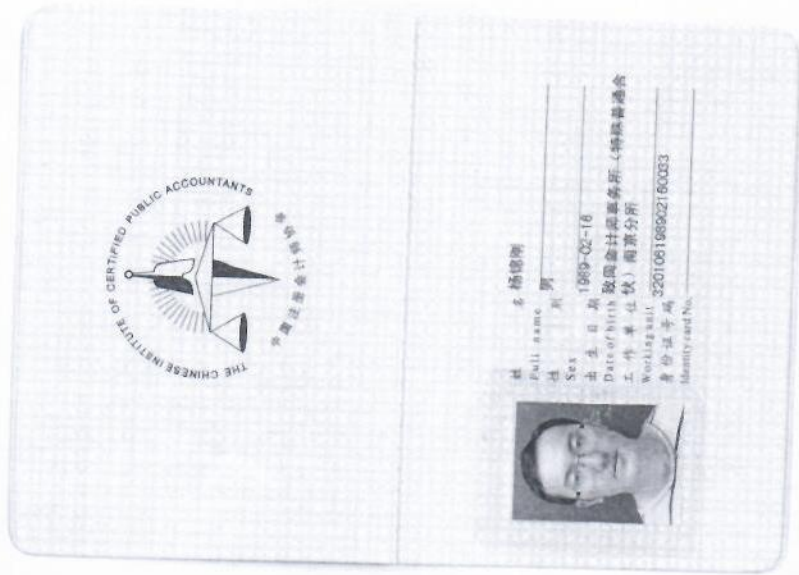 THE CHINESE INSTITUTE OF CERTIFIED PUBLIC ACCOUNTANTS
中国注册会计师协会
姓 名 杨锦刚
Full name
性 别 男
Sex
出 生 日 期 1989-02-16
Date of birth
工 作 单 位 致同会计师事务所(特殊普通合
伙)南京分所
Working unit
身份证号码 320106198902160033
Identity card No.